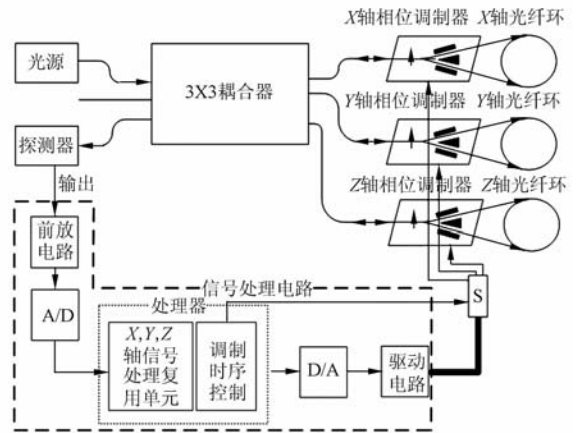 X轴相位调制器 X轴光纤环
光源
3X3耦合器
Y轴相位调制器 Y轴光纤环
探测器
输出
Z轴相位调制器 Z轴光纤环
前放
电路
信号处理电路
S
A/D
处理器
X,Y,Z
轴信号
处理复
用单元
调制
时序
控制
D/A
驱动
电路